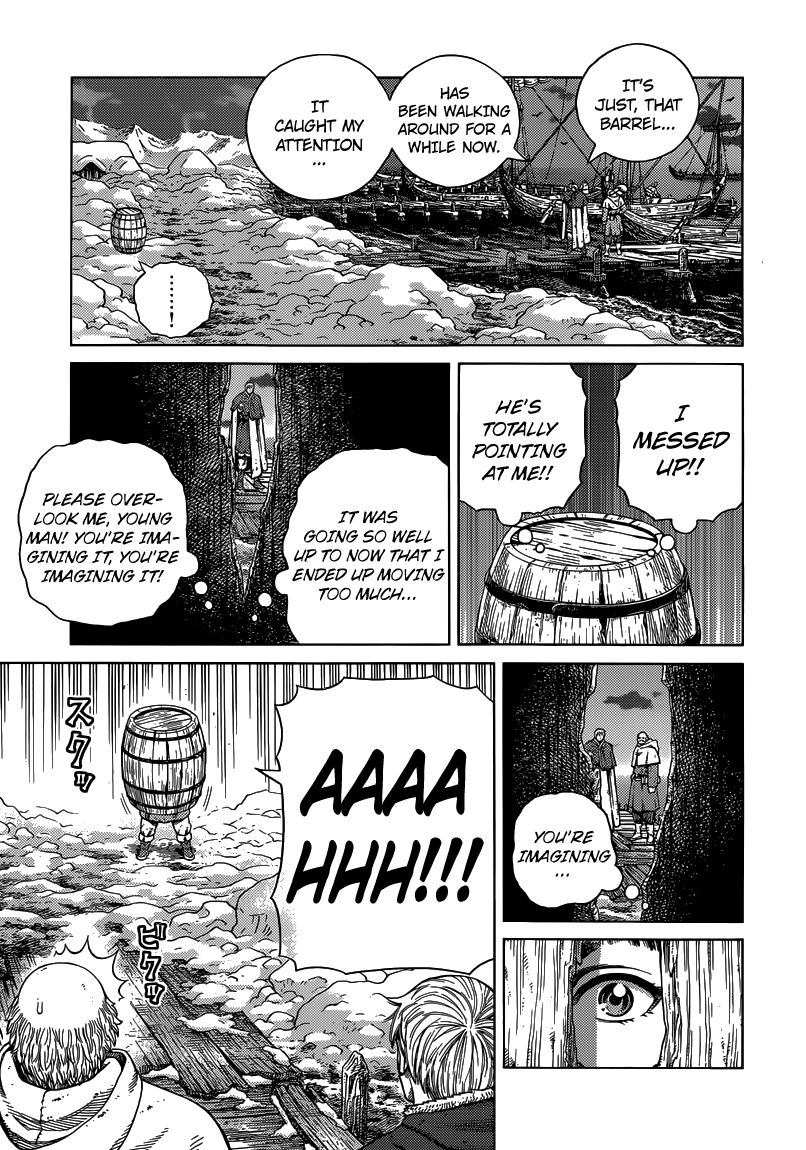 IT'S
JUST, THAT
BARREL...
HAS
BEEN WALKING
AROUND FOR A
WHILE NOW.
IT
CAUGHT MY
ATTENTION
...
......!
I
MESSED
UP!!
HE'S
TOTALLY
POINTING
AT ME!!
IT WAS
GOING SO WELL
UP TO NOW THAT I
ENDED UP MOVING
TOO MUCH...
PLEASE OVER-
LOOK ME, YOUNG
MAN! YOU'RE IMA-
GINING IT, YOU'RE
IMAGINING IT!
YOU'RE
IMAGINING
...
AAAA
HHH!!!
スクッ
ビクッ